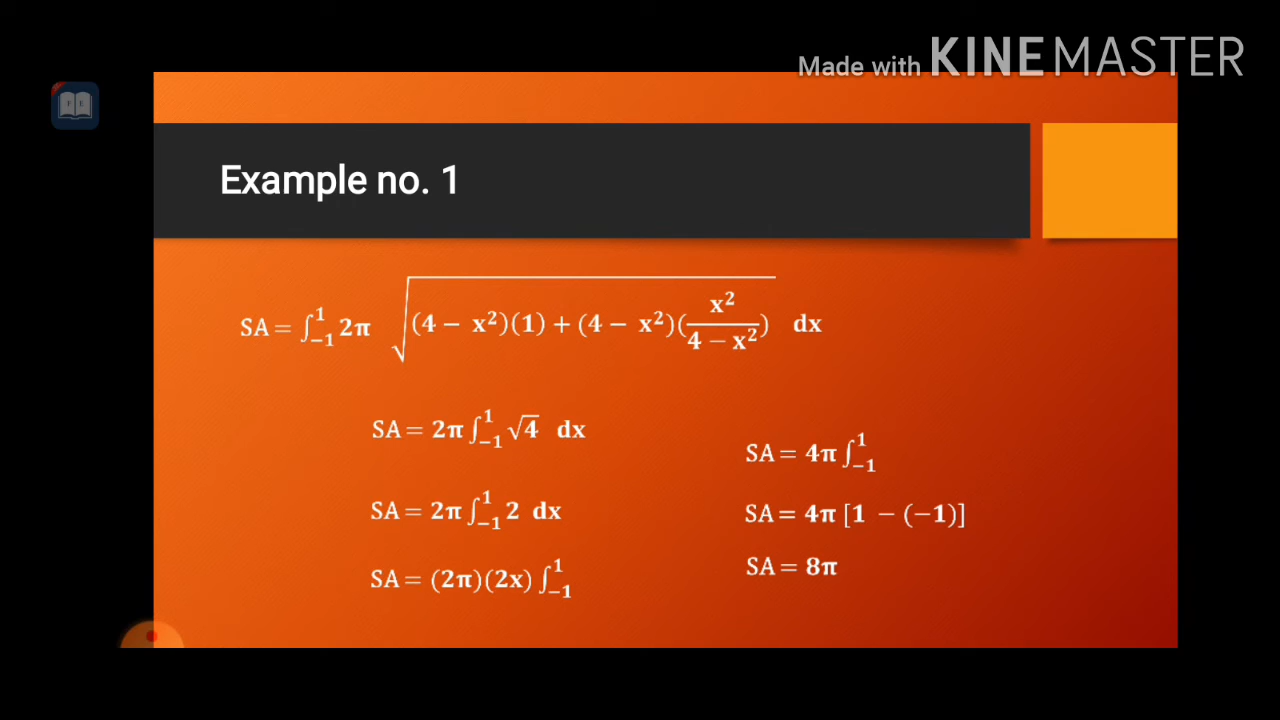 Made with KINEMASTER
Example no. 1
SA = ∫₋₁¹ 2π √((4 − x²)(1) + (4 − x²)(x²/(4 − x²))) dx
SA = 2π ∫₋₁¹ √4 dx
SA = 2π ∫₋₁¹ 2 dx
SA = (2π)(2x) ∫₋₁¹
SA = 4π ∫₋₁¹
SA = 4π [1 − (−1)]
SA = 8π